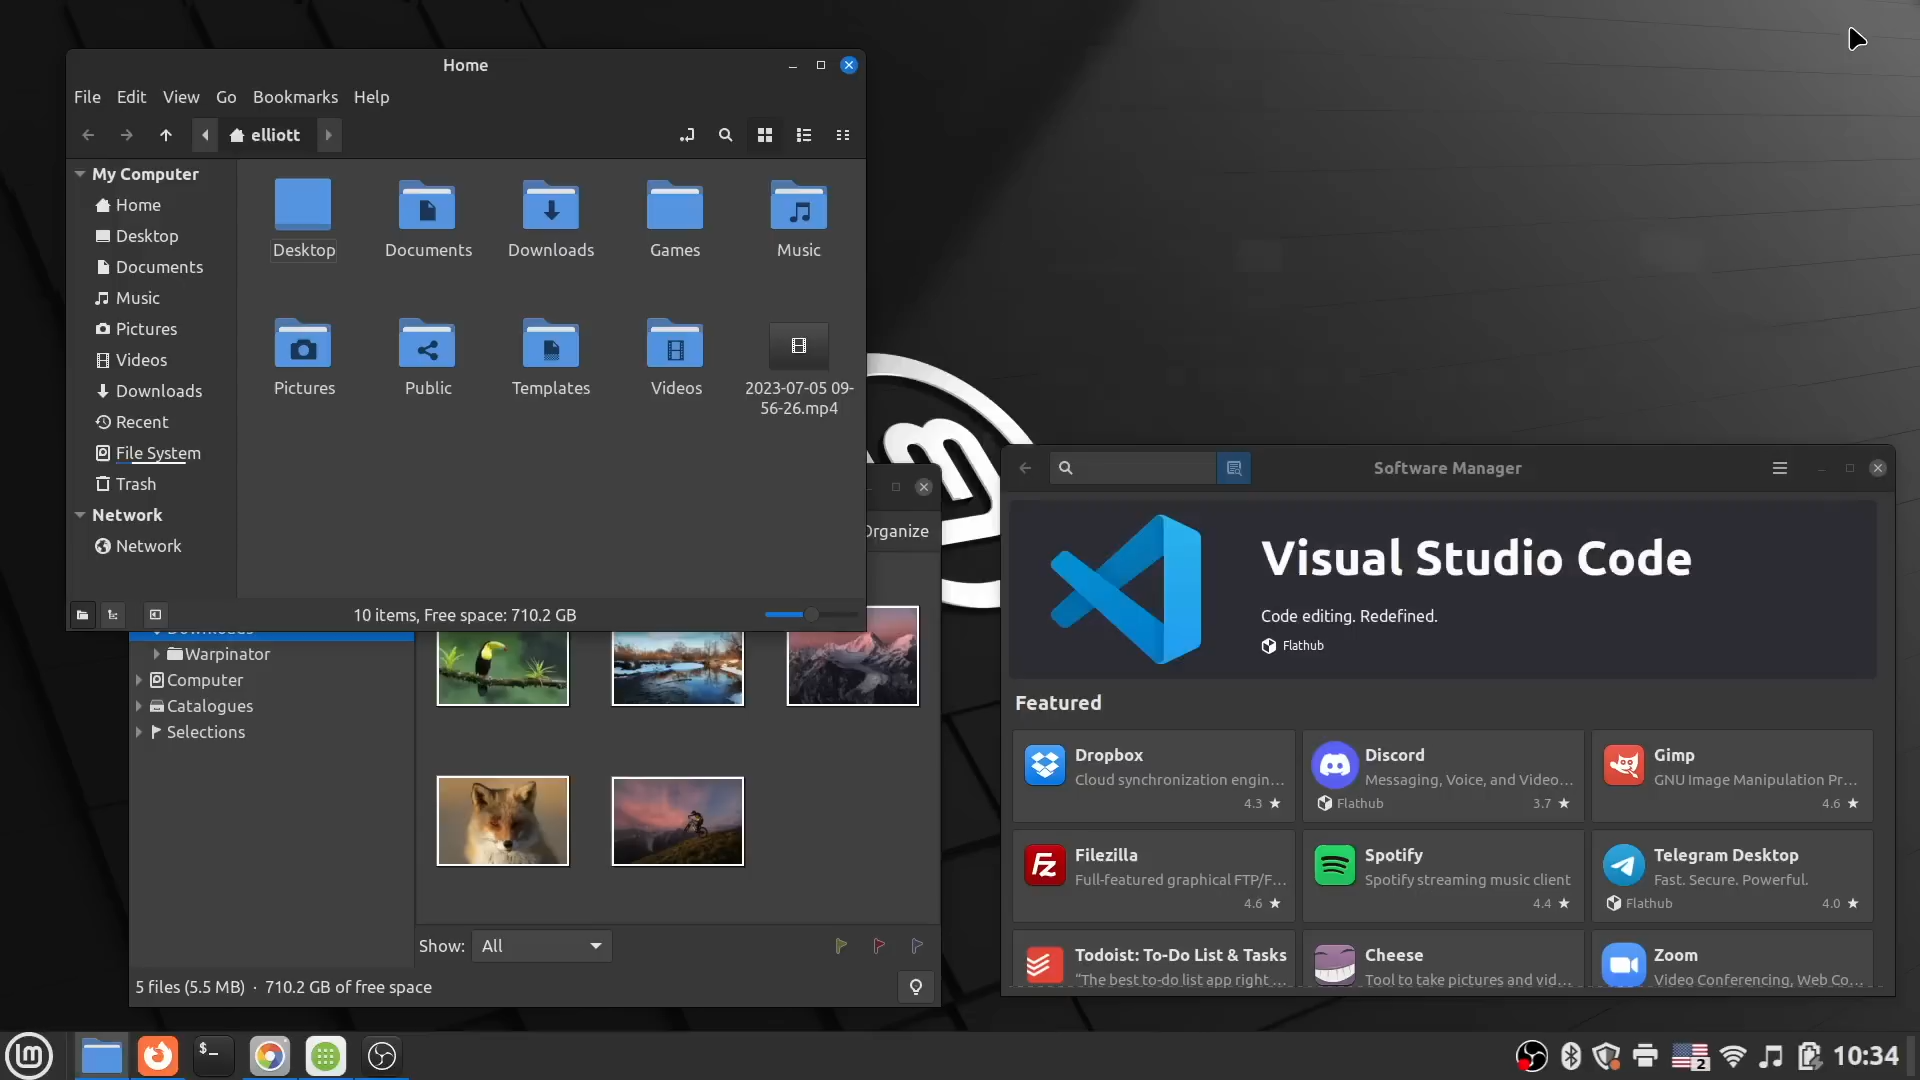 Home
File Edit View Go Bookmarks Help
elliott
My Computer
Home
Desktop
Documents
Music
Pictures
Videos
Downloads
Recent
File System
Trash
Network
Network
Desktop
Documents
Downloads
Games
Music
Pictures
Public
Templates
Videos
2023-07-05 09-
56-26.mp4
10 items, Free space: 710.2 GB
Organize
Downloads
Warpinator
Computer
Catalogues
Selections
Show: All
5 files (5.5 MB) · 710.2 GB of free space
Software Manager
Visual Studio Code
Code editing. Redefined.
Flathub
Featured
Dropbox
Cloud synchronization engin...
4.3 ★
Discord
Messaging, Voice, and Video...
Flathub
3.7 ★
Gimp
GNU Image Manipulation Pr...
4.6 ★
Filezilla
Full-featured graphical FTP/F...
4.6 ★
Spotify
Spotify streaming music client
4.4 ★
Telegram Desktop
Fast. Secure. Powerful.
Flathub
4.0 ★
Todoist: To-Do List & Tasks
"The best to-do list app right ...
Cheese
Tool to take pictures and vid...
Zoom
Video Conferencing, Web Co...
$_
2
10:34